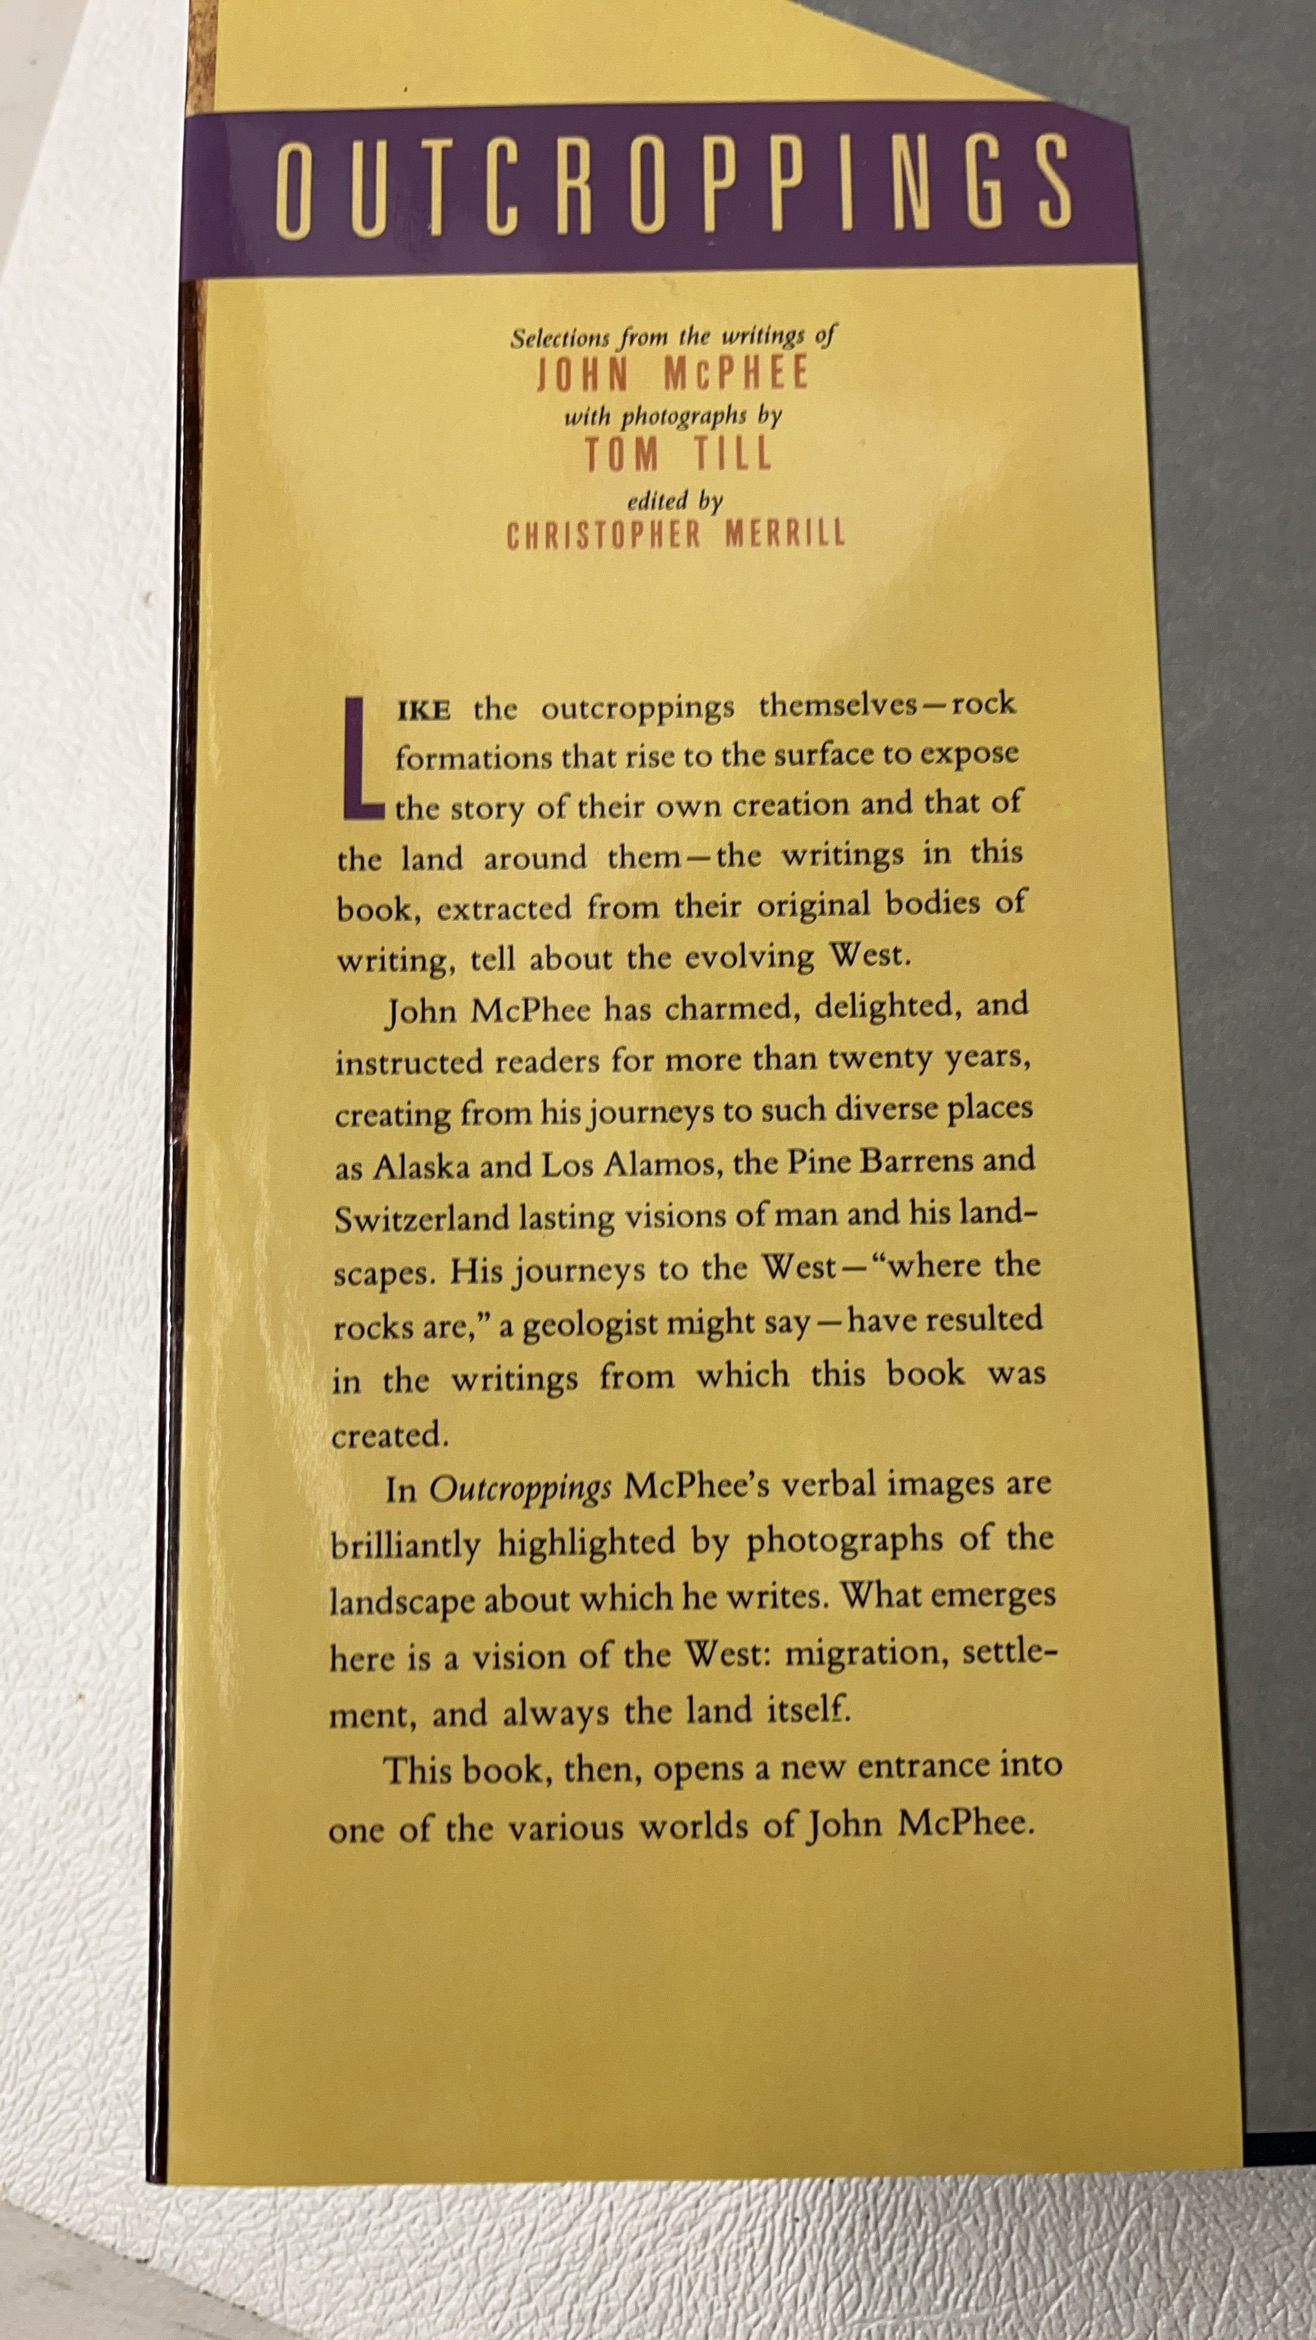 OUTCROPPINGS
Selections from the writings of
JOHN McPHEE
with photographs by
TOM TILL
edited by
CHRISTOPHER MERRILL
LIKE the outcroppings themselves—rock
formations that rise to the surface to expose
the story of their own creation and that of
the land around them—the writings in this
book, extracted from their original bodies of
writing, tell about the evolving West.
John McPhee has charmed, delighted, and
instructed readers for more than twenty years,
creating from his journeys to such diverse places
as Alaska and Los Alamos, the Pine Barrens and
Switzerland lasting visions of man and his land-
scapes. His journeys to the West—“where the
rocks are,” a geologist might say—have resulted
in the writings from which this book was
created.
In Outcroppings McPhee’s verbal images are
brilliantly highlighted by photographs of the
landscape about which he writes. What emerges
here is a vision of the West: migration, settle-
ment, and always the land itself.
This book, then, opens a new entrance into
one of the various worlds of John McPhee.